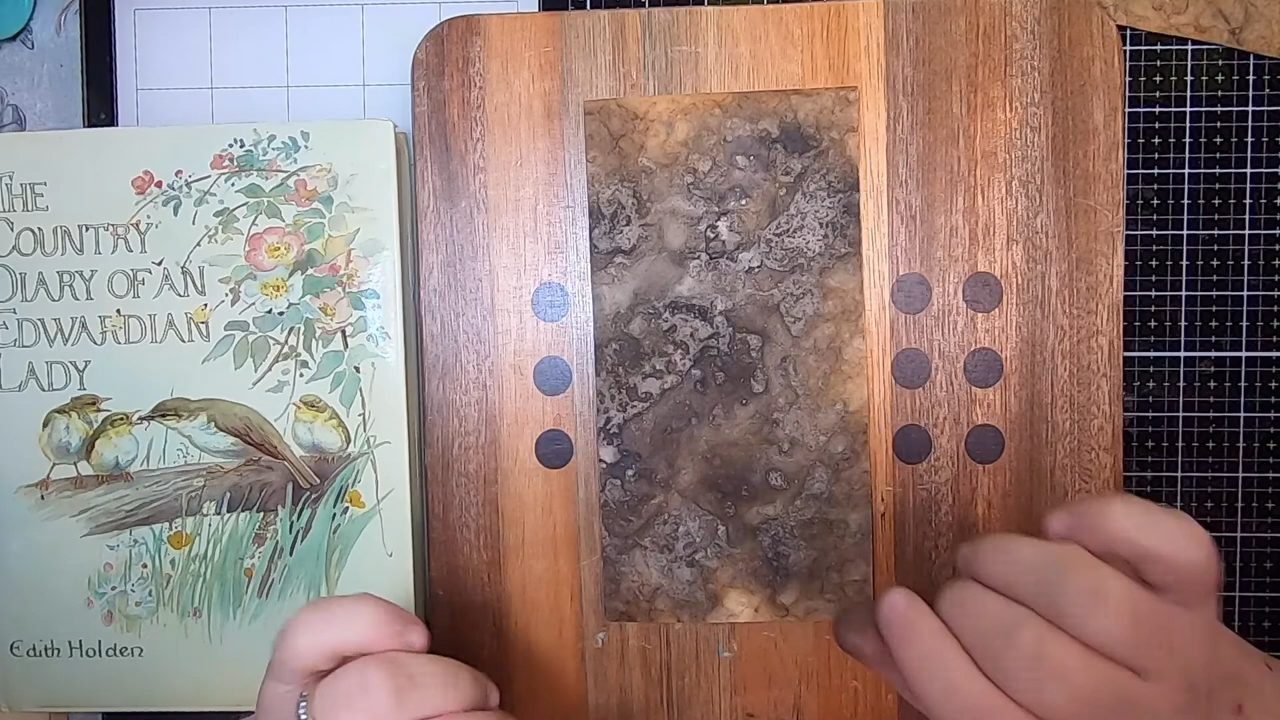 THE
COUNTRY
DIARY OF AN
EDWARDIAN
LADY
Edith Holden